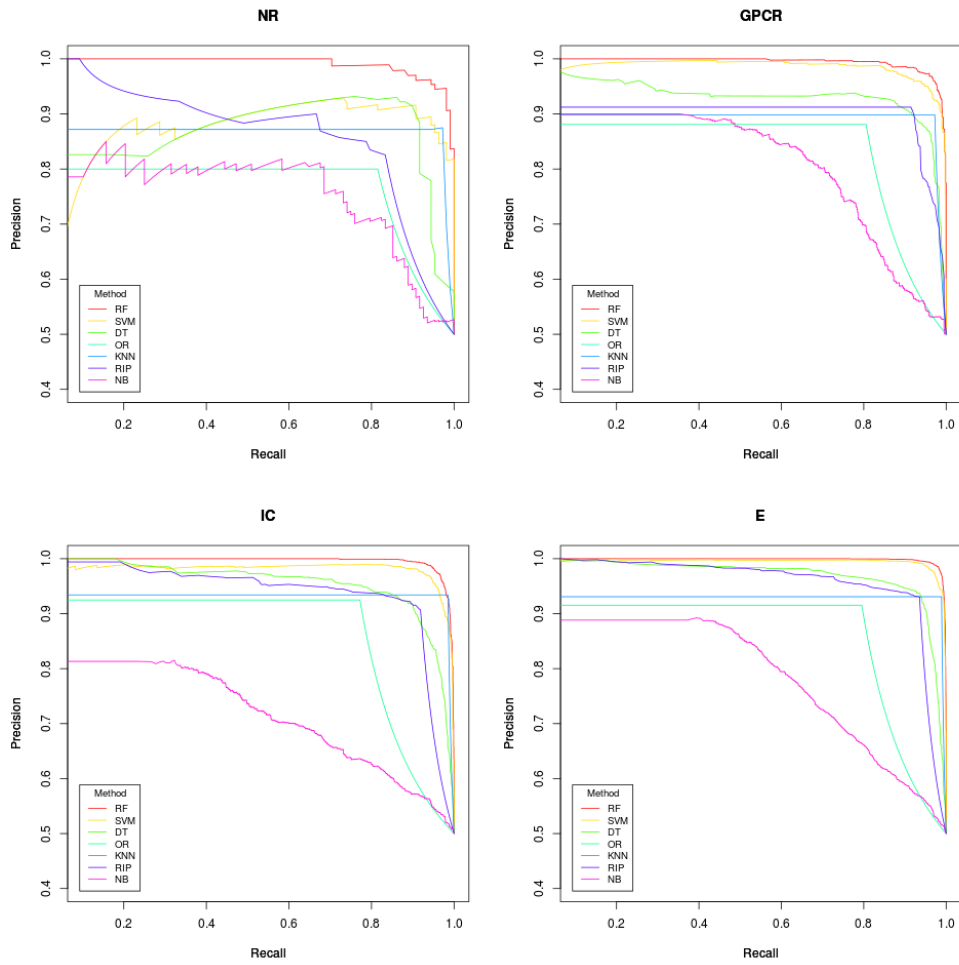 NR
Precision
1.0
0.9
0.8
0.7
0.6
0.5
0.4
Method
RF
SVM
DT
OR
KNN
RIP
NB
0.2 0.4 0.6 0.8 1.0
Recall
GPCR
Precision
1.0
0.9
0.8
0.7
0.6
0.5
0.4
Method
RF
SVM
DT
OR
KNN
RIP
NB
0.2 0.4 0.6 0.8 1.0
Recall
IC
Precision
1.0
0.9
0.8
0.7
0.6
0.5
0.4
Method
RF
SVM
DT
OR
KNN
RIP
NB
0.2 0.4 0.6 0.8 1.0
Recall
E
Precision
1.0
0.9
0.8
0.7
0.6
0.5
0.4
Method
RF
SVM
DT
OR
KNN
RIP
NB
0.2 0.4 0.6 0.8 1.0
Recall